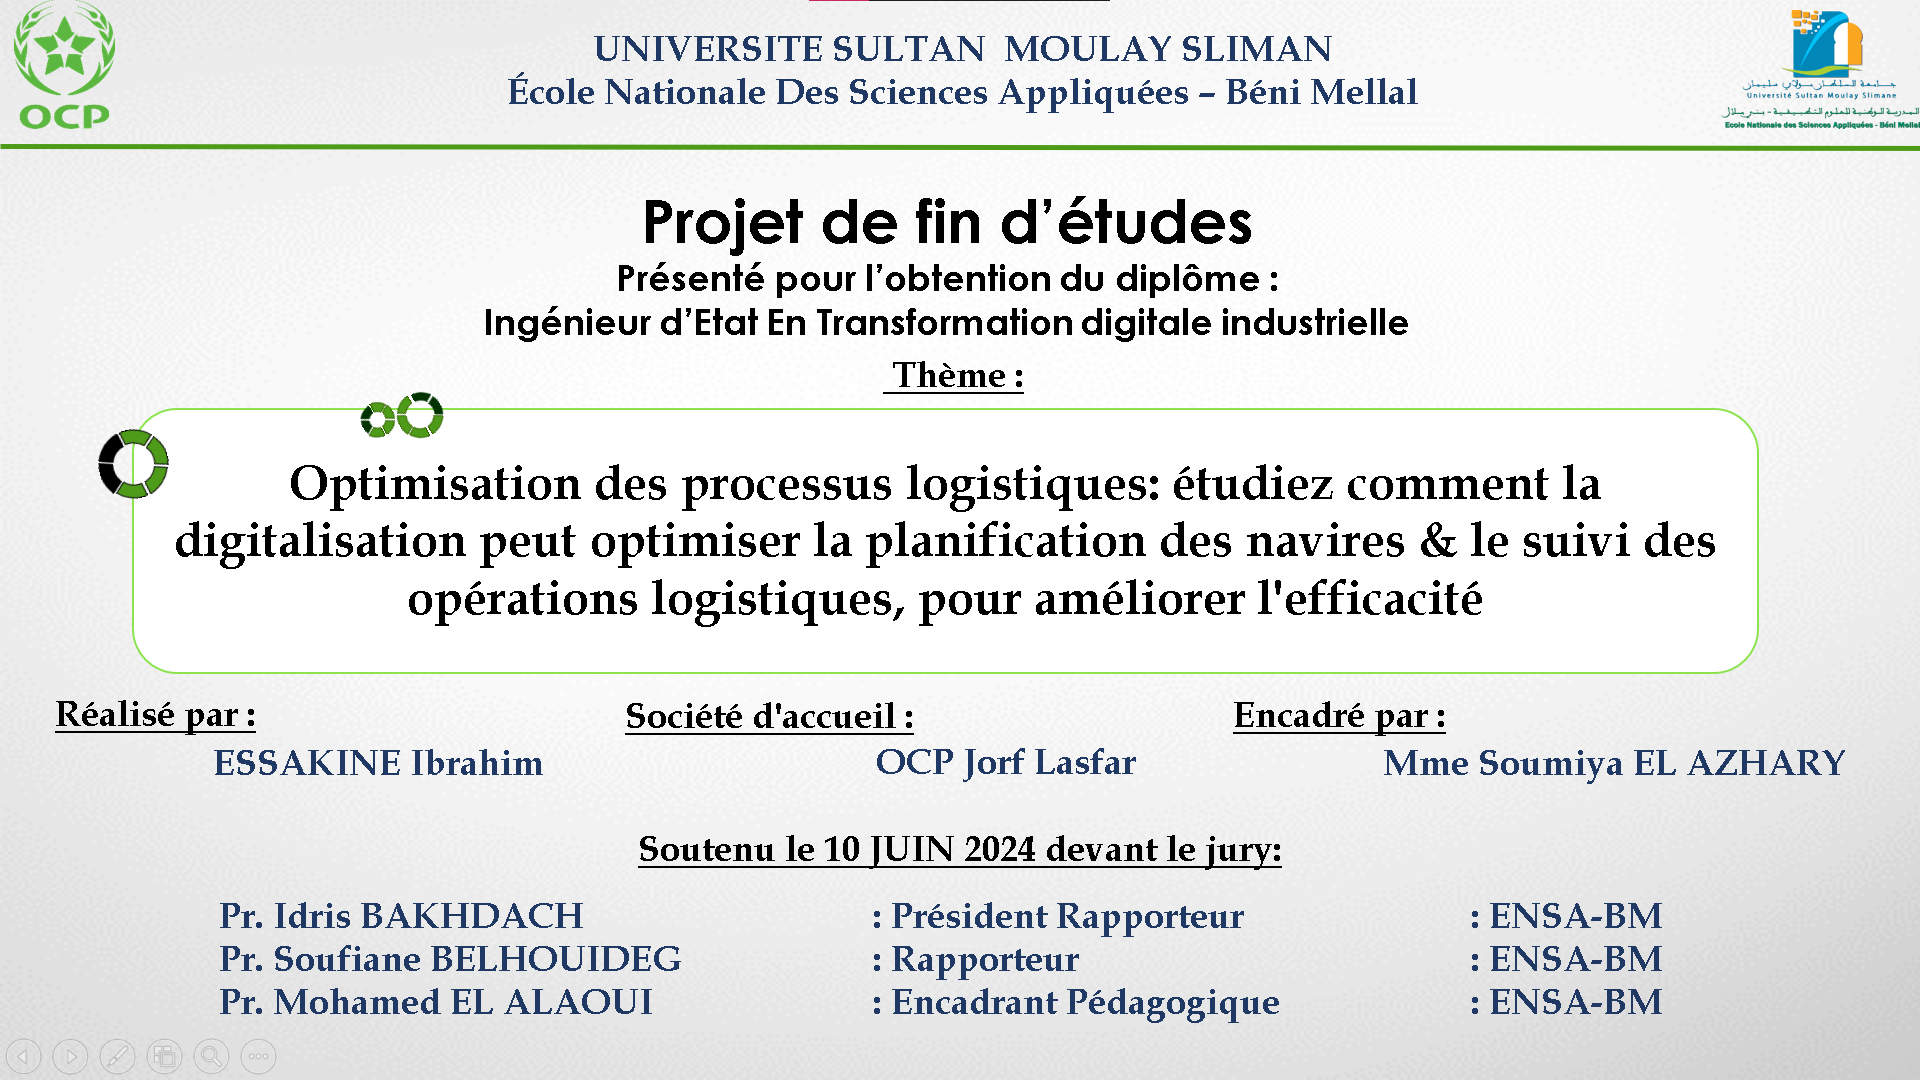 OCP
UNIVERSITE SULTAN MOULAY SLIMAN
École Nationale Des Sciences Appliquées – Béni Mellal
جامعة السلطان مولاي سليمان
Université Sultan Moulay Slimane
المدرسة الوطنية للعلوم التطبيقية - بني ملال
Ecole Nationale des Sciences Appliquées - Béni Mellal
Projet de fin d’études
Présenté pour l’obtention du diplôme :
Ingénieur d’Etat En Transformation digitale industrielle
Thème :
Optimisation des processus logistiques: étudiez comment la
digitalisation peut optimiser la planification des navires & le suivi des
opérations logistiques, pour améliorer l'efficacité
Réalisé par :
ESSAKINE Ibrahim
Société d'accueil :
OCP Jorf Lasfar
Encadré par :
Mme Soumiya EL AZHARY
Soutenu le 10 JUIN 2024 devant le jury:
Pr. Idris BAKHDACH : Président Rapporteur : ENSA-BM
Pr. Soufiane BELHOUIDEG : Rapporteur : ENSA-BM
Pr. Mohamed EL ALAOUI : Encadrant Pédagogique : ENSA-BM